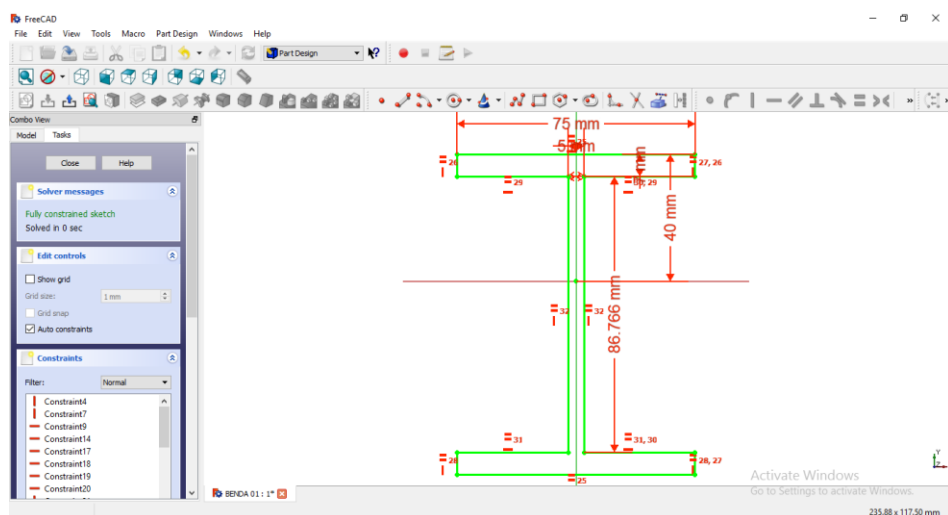 FreeCAD
File Edit View Tools Macro Part Design Windows Help
Part Design
Combo View
Model Tasks
Close Help
Solver messages
Fully constrained sketch
Solved in 0 sec
Edit controls
Show grid
Grid size: 1 mm
Grid snap
Auto constraints
Constraints
Filter: Normal
Constraint4
Constraint7
Constraint9
Constraint14
Constraint17
Constraint18
Constraint19
Constraint20
75 mm
26
27, 26
29
29
40 mm
32
32
86.766 mm
31
31, 30
28
28, 27
25
Y
Z
BENDA 01 : 1*
Activate Windows
Go to Settings to activate Windows.
235.88 x 117.50 mm